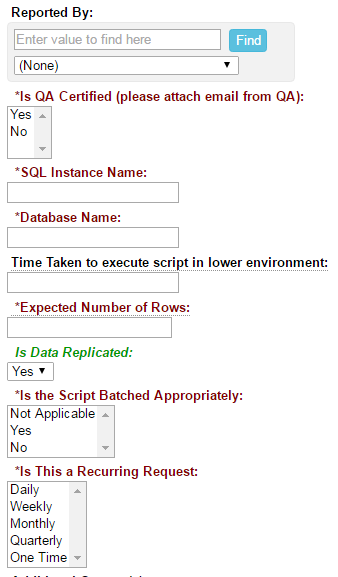 Reported By:
Enter value to find here Find
(None)
*Is QA Certified (please attach email from QA):
Yes
No
*SQL Instance Name:
*Database Name:
Time Taken to execute script in lower environment:
*Expected Number of Rows:
Is Data Replicated:
Yes
*Is the Script Batched Appropriately:
Not Applicable
Yes
No
*Is This a Recurring Request:
Daily
Weekly
Monthly
Quarterly
One Time